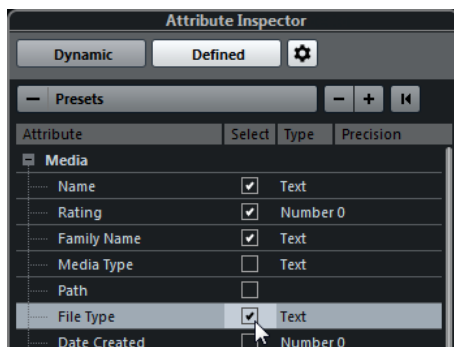 Attribute Inspector
Dynamic Defined
Presets
Attribute Select Type Precision
Media
Name Text
Rating Number 0
Family Name Text
Media Type Text
Path
File Type Text
Date Created Number 0